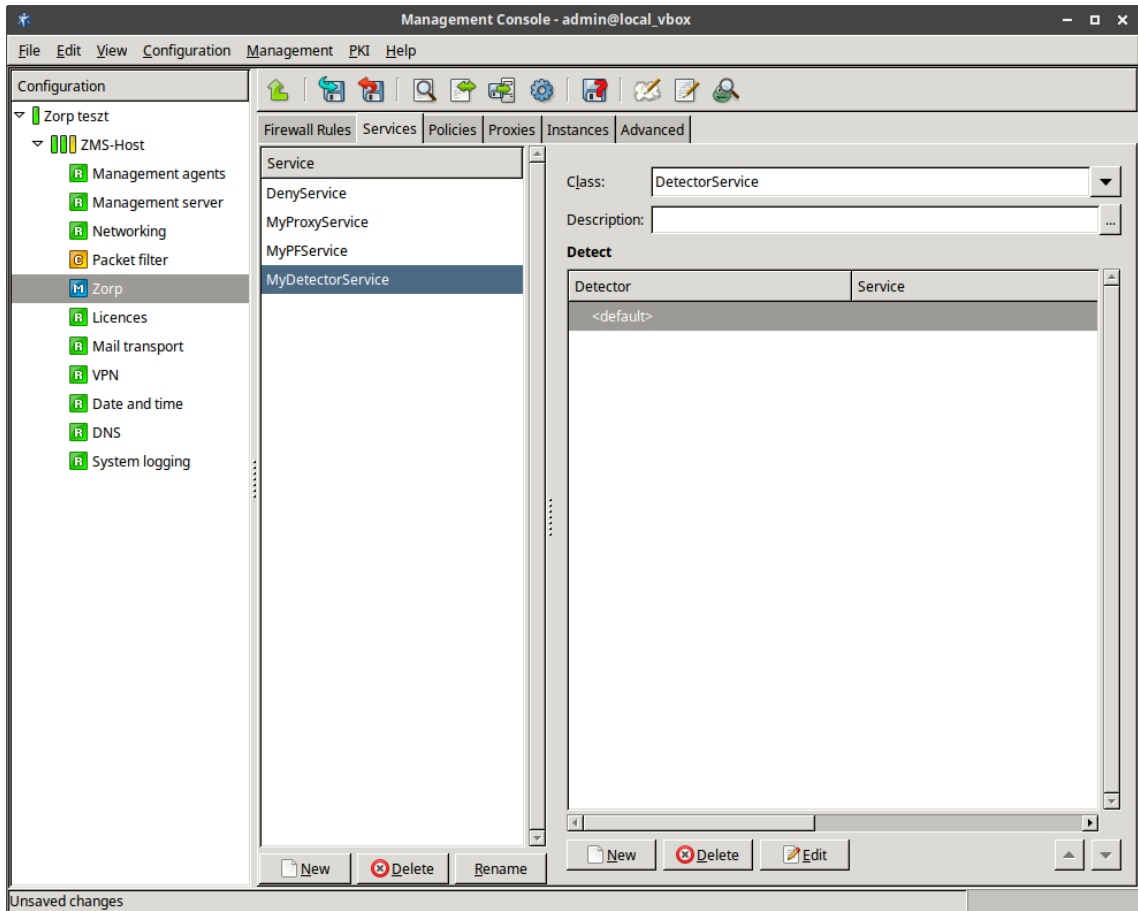 Management Console - admin@local_vbox
File Edit View Configuration Management PKI Help
Configuration
Zorp teszt
ZMS-Host
R Management agents
R Management server
R Networking
C Packet filter
M Zorp
R Licences
R Mail transport
R VPN
R Date and time
R DNS
R System logging
Firewall Rules Services Policies Proxies Instances Advanced
Service
DenyService
MyProxyService
MyPFService
MyDetectorService
New Delete Rename
Class: DetectorService
Description: ...
Detect
Detector Service
<default>
New Delete Edit
Unsaved changes